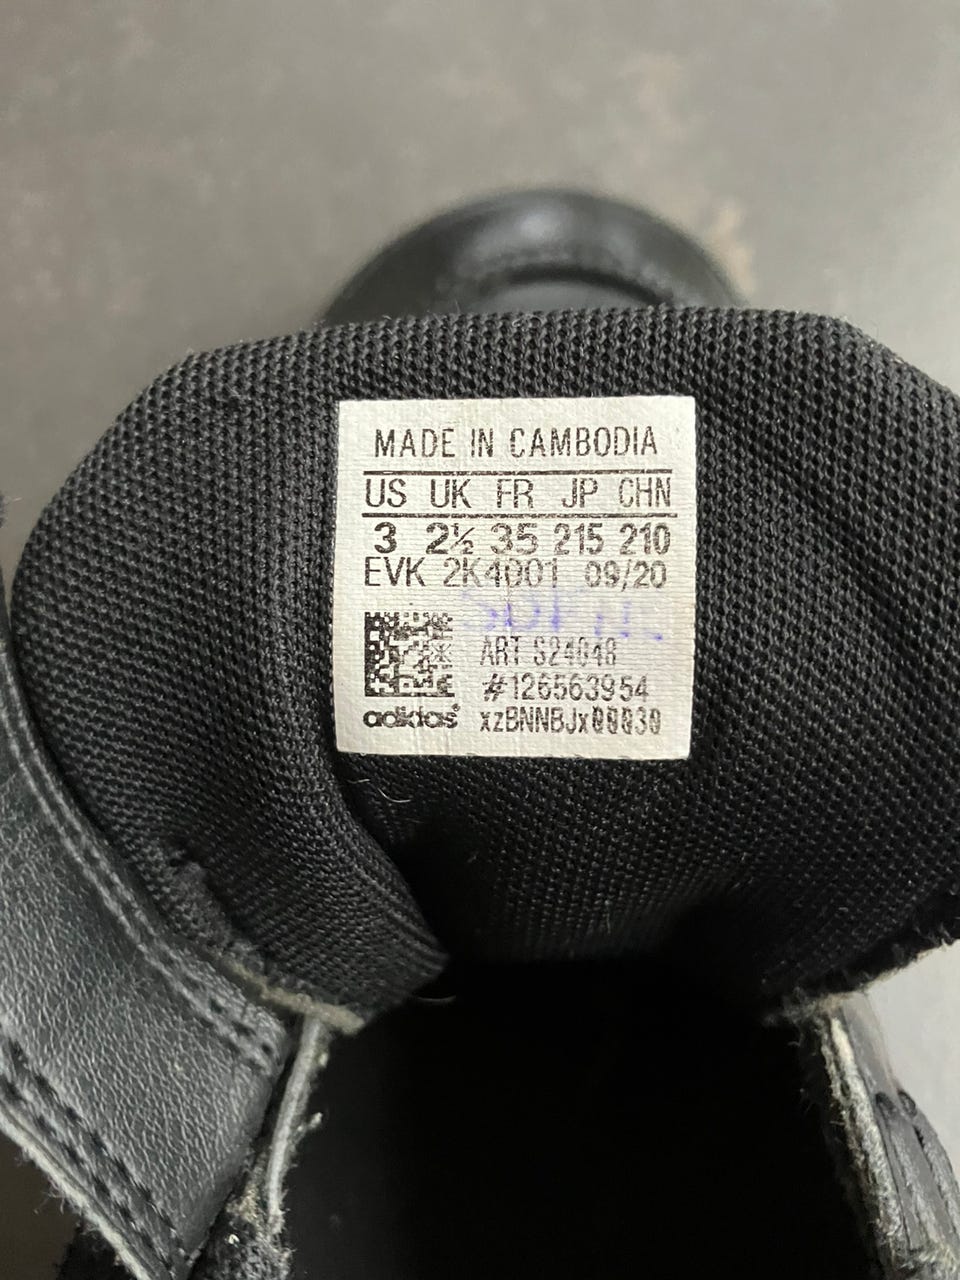 MADE IN CAMBODIA
US UK FR JP CHN
3 2½ 35 215 210
EVK 2K4001 09/20
ART S24048
#126563954
adidas® xzBNNBJx00030